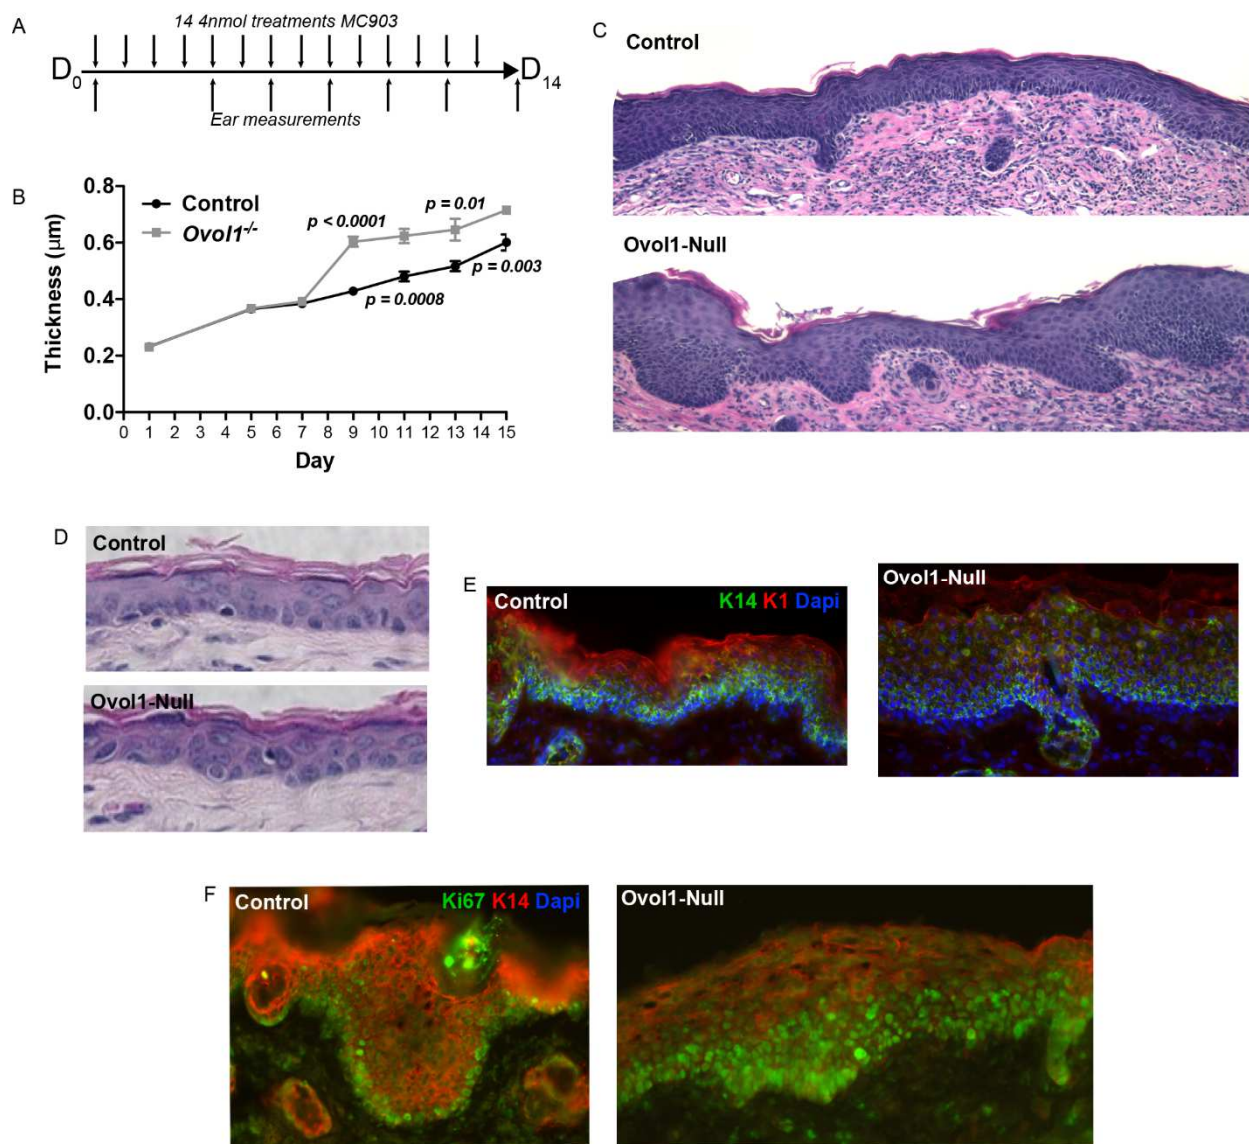 A
14 4nmol treatments MC903
D0
D14
Ear measurements
B
Thickness (μm)
0.8
0.6
0.4
0.2
0.0
Control
Ovol1-/-
p < 0.0001
p = 0.01
p = 0.0008
p = 0.003
0 1 2 3 4 5 6 7 8 9 10 11 12 13 14 15
Day
C
Control
Ovol1-Null
D
Control
Ovol1-Null
E
Control
K14 K1 Dapi
Ovol1-Null
F
Control
Ki67 K14 Dapi
Ovol1-Null